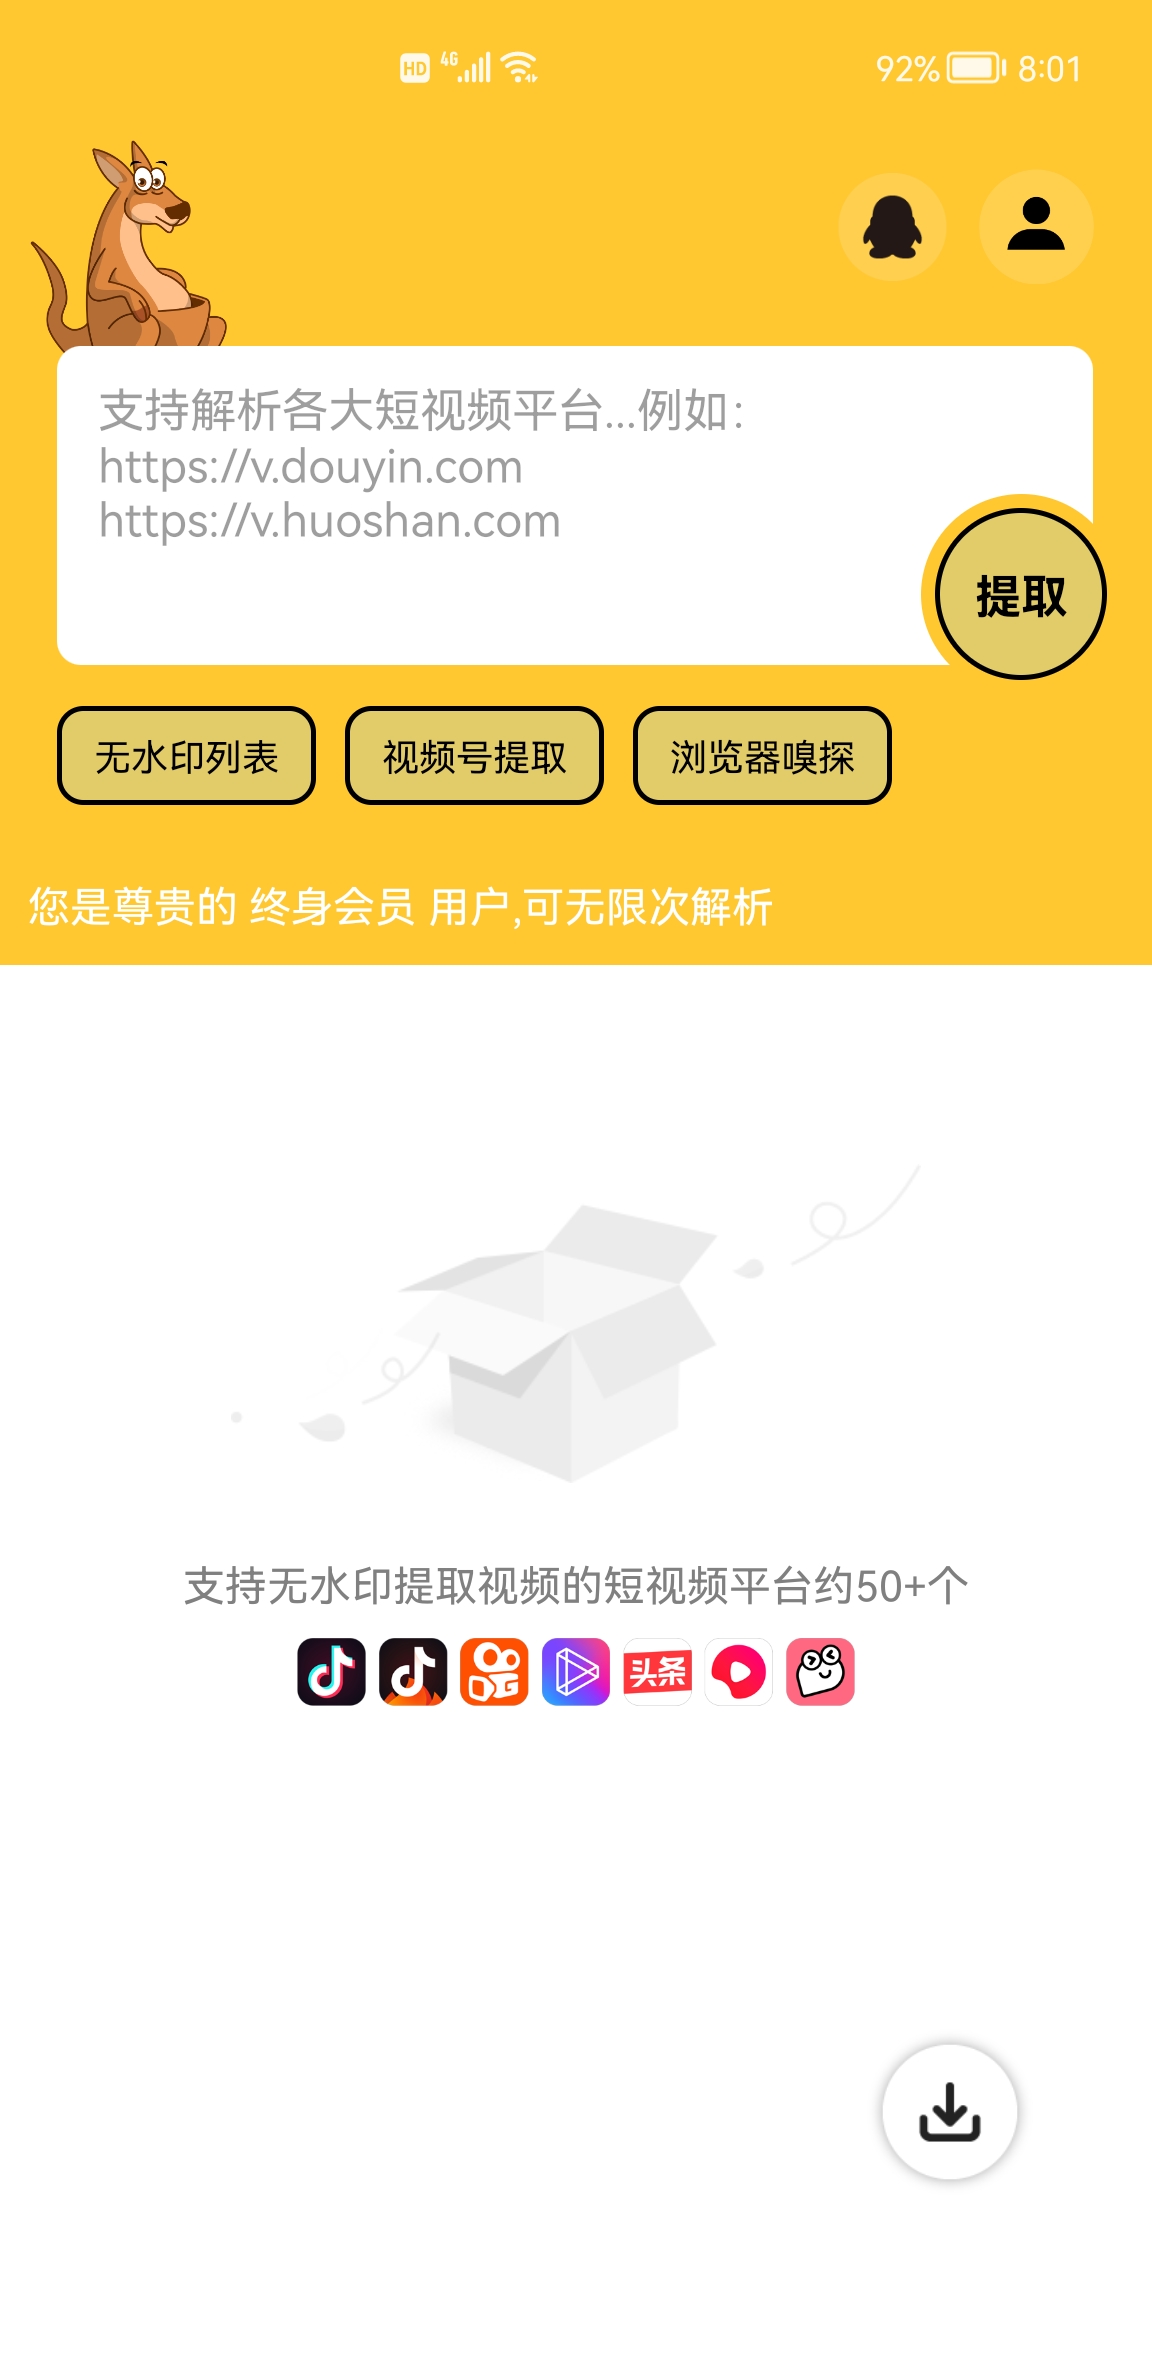 HD 4G 92% 8:01
支持解析各大短视频平台...例如：
https://v.douyin.com
https://v.huoshan.com
提取
无水印列表 视频号提取 浏览器嗅探
您是尊贵的 终身会员 用户,可无限次解析
支持无水印提取视频的短视频平台约50+个
头条